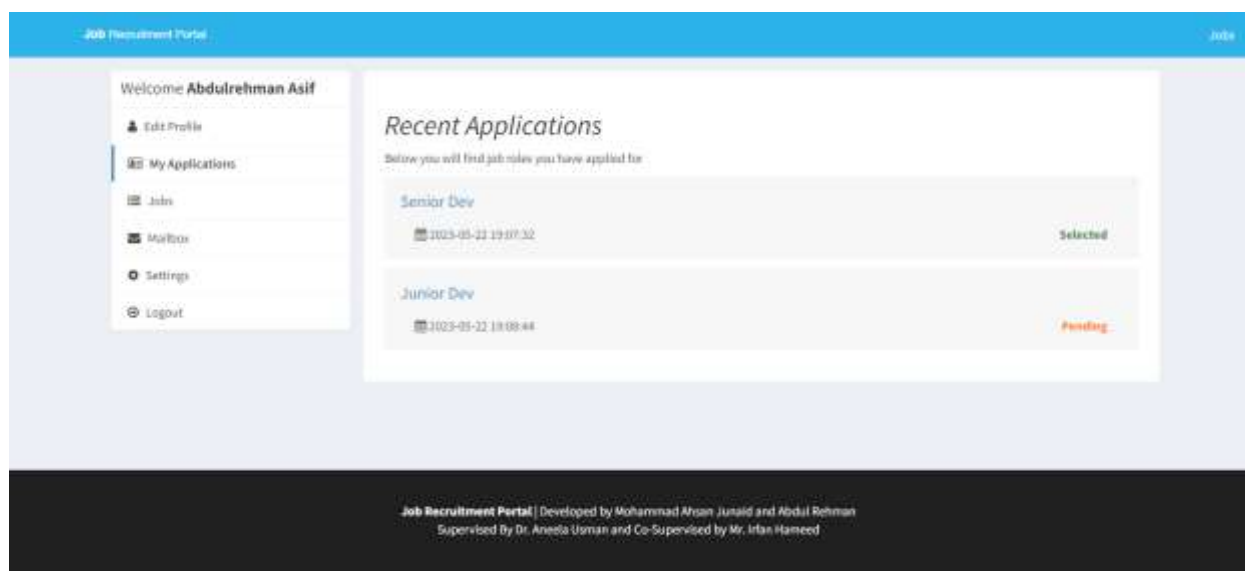 Job Recruitment Portal
Jobs
Welcome Abdulrehman Asif
Edit Profile
My Applications
Jobs
Mailbox
Settings
Logout
Recent Applications
Below you will find job roles you have applied for
Senior Dev
2023-05-22 19:07:32
Selected
Junior Dev
2023-05-22 19:08:44
Pending
Job Recruitment Portal | Developed by Mohammad Ahsan Junaid and Abdul Rehman
Supervised By Dr. Aneela Usman and Co-Supervised by Mr. Irfan Hameed